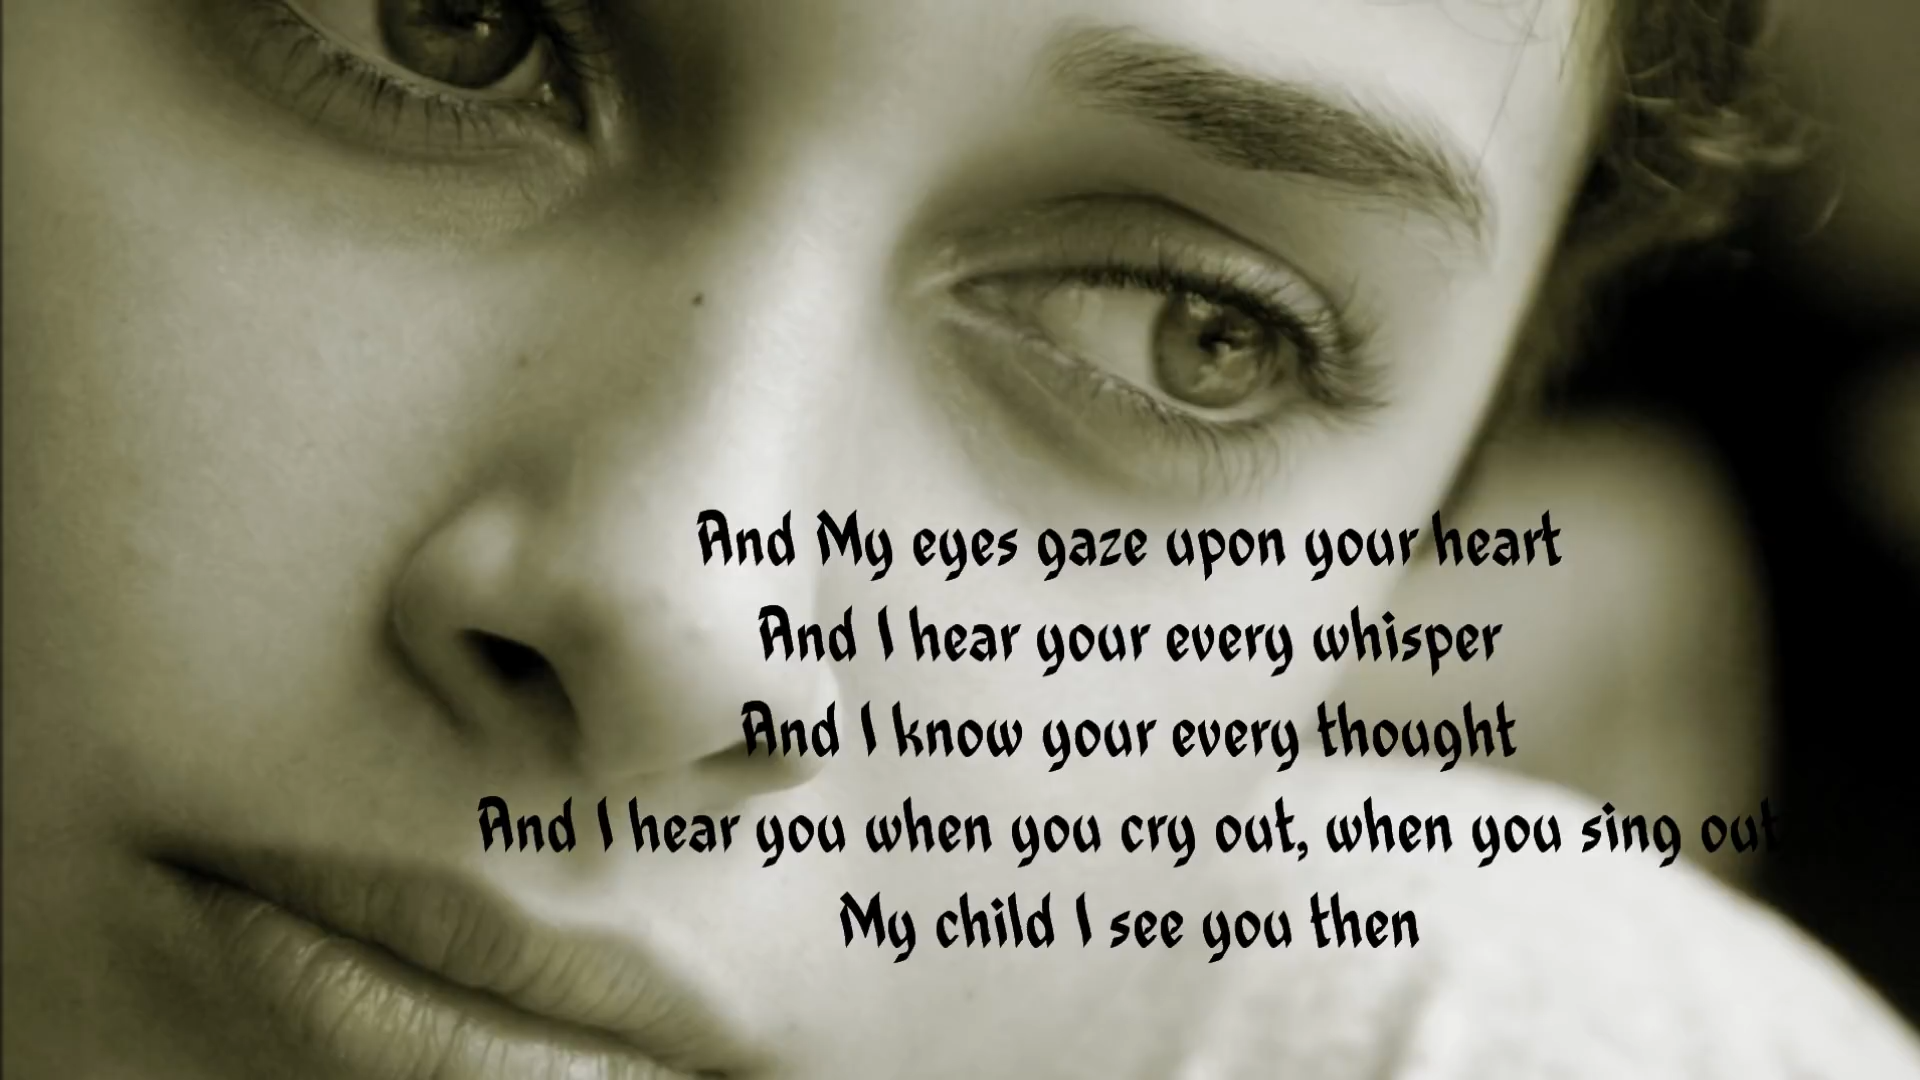 And My eyes gaze upon your heart
And I hear your every whisper
And I know your every thought
And I hear you when you cry out, when you sing out
My child I see you then